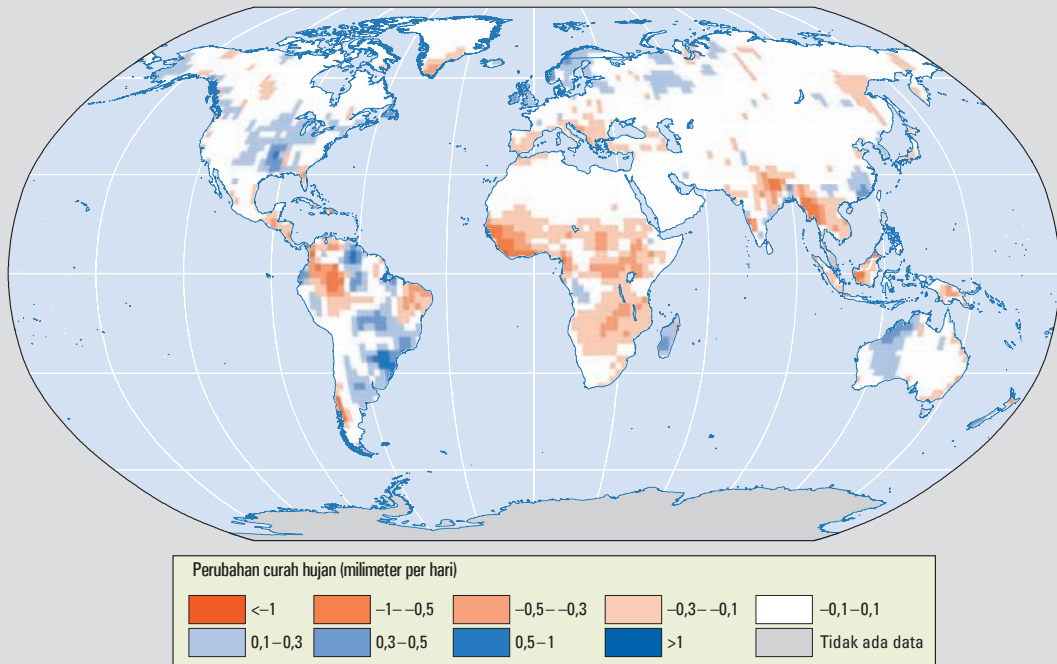 Perubahan curah hujan (milimeter per hari)
<–1 –1– –0,5 –0,5– –0,3 –0,3– –0,1 –0,1–0,1
0,1–0,3 0,3–0,5 0,5–1 >1 Tidak ada data